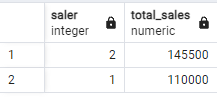 saler total_sales
integer numeric
1 2 145500
2 1 110000